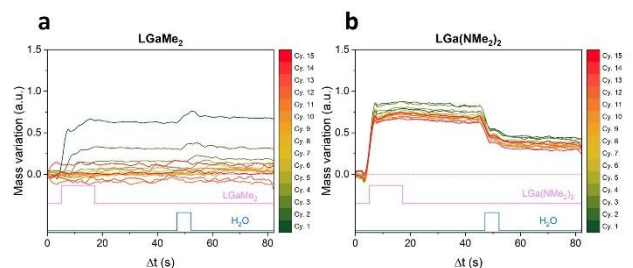 a
LGaMe₂
1.5
1.0
0.5
0.0
Mass variation (a.u.)
Cy. 15
Cy. 14
Cy. 13
Cy. 12
Cy. 11
Cy. 10
Cy. 9
Cy. 8
Cy. 7
Cy. 6
Cy. 5
Cy. 4
Cy. 3
Cy. 2
Cy. 1
LGaMe₂
H₂O
0 20 40 60 80
Δt (s)
b
LGa(NMe₂)₂
1.5
1.0
0.5
0.0
Mass variation (a.u.)
Cy. 15
Cy. 14
Cy. 13
Cy. 12
Cy. 11
Cy. 10
Cy. 9
Cy. 8
Cy. 7
Cy. 6
Cy. 5
Cy. 4
Cy. 3
Cy. 2
Cy. 1
LGa(NMe₂)₂
H₂O
0 20 40 60 80
Δt (s)